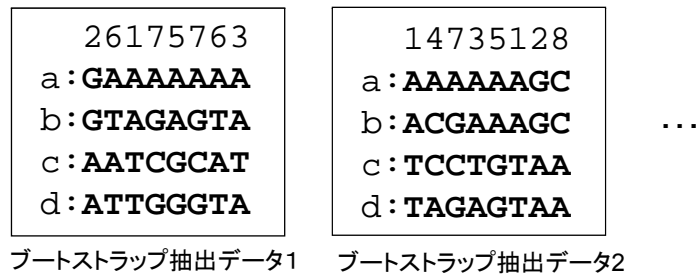 26175763
a:GAAAAAAA
b:GTAGAGTA
c:AATCGCAT
d:ATTGGGTA
ブートストラップ抽出データ1
14735128
a:AAAAAAGC
b:ACGAAAGC
c:TCCTGTAA
d:TAGAGTAA
ブートストラップ抽出データ2
...